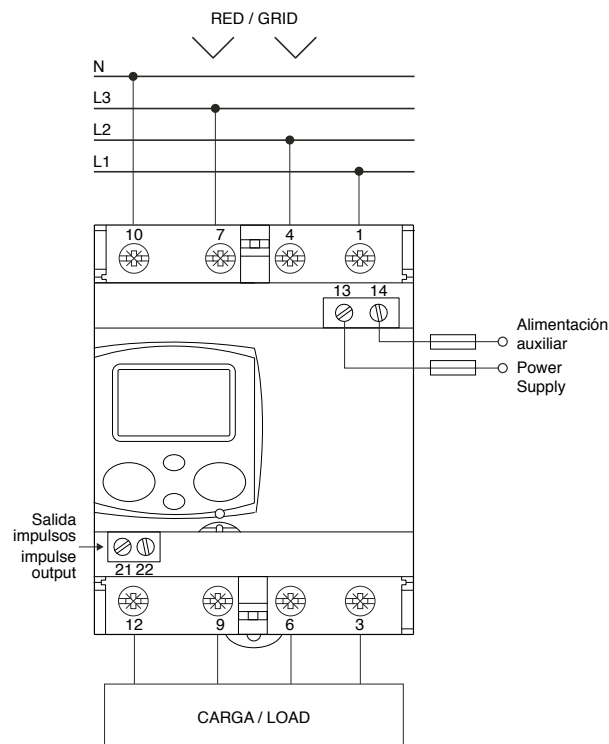 RED / GRID
N
L3
L2
L1
10
7
4
1
13
14
Alimentación
auxiliar
Power
Supply
Salida
impulsos
impulse
output
21 22
12
9
6
3
CARGA / LOAD